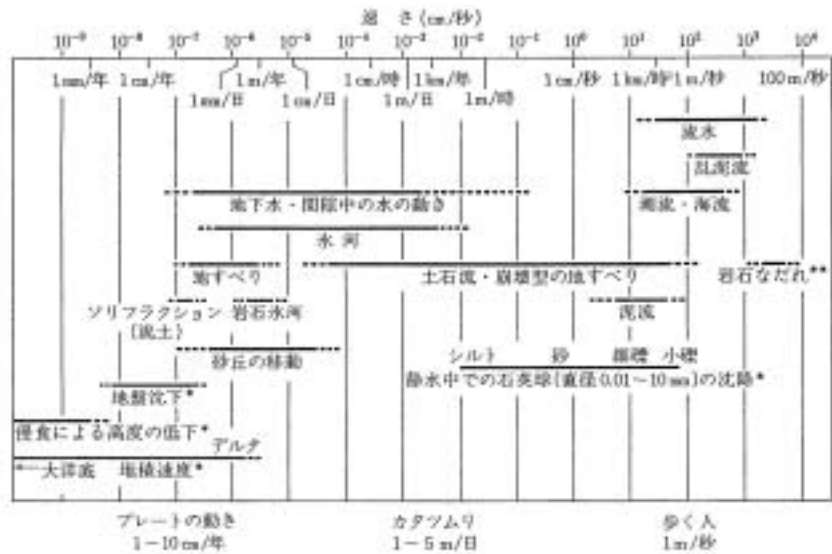 速 さ(cm/秒)
10⁻⁹ 10⁻⁸ 10⁻⁷ 10⁻⁶ 10⁻⁵ 10⁻⁴ 10⁻³ 10⁻² 10⁻¹ 10⁰ 10¹ 10² 10³ 10⁴
1mm/年 1cm/年 1m/年 1cm/時 1km/年 1cm/秒 1km/時 1m/秒 100m/秒
1mm/日 1cm/日 1m/日 1m/時
流水
乱泥流
地下水・間隙中の水の動き 潮流・海流
氷 河
地すべり 土石流・崩壊型の地すべり 岩石なだれ**
ソリフラクション 岩石氷河 泥流
(流土)
砂丘の移動 シルト 砂 細礫 小礫
静水中での石英球(直径0.01〜10mm)の沈降*
地盤沈下*
侵食による高度の低下*
デルタ
大洋底 堆積速度*
プレートの動き カタツムリ 歩く人
1−10cm/年 1−5m/日 1m/秒